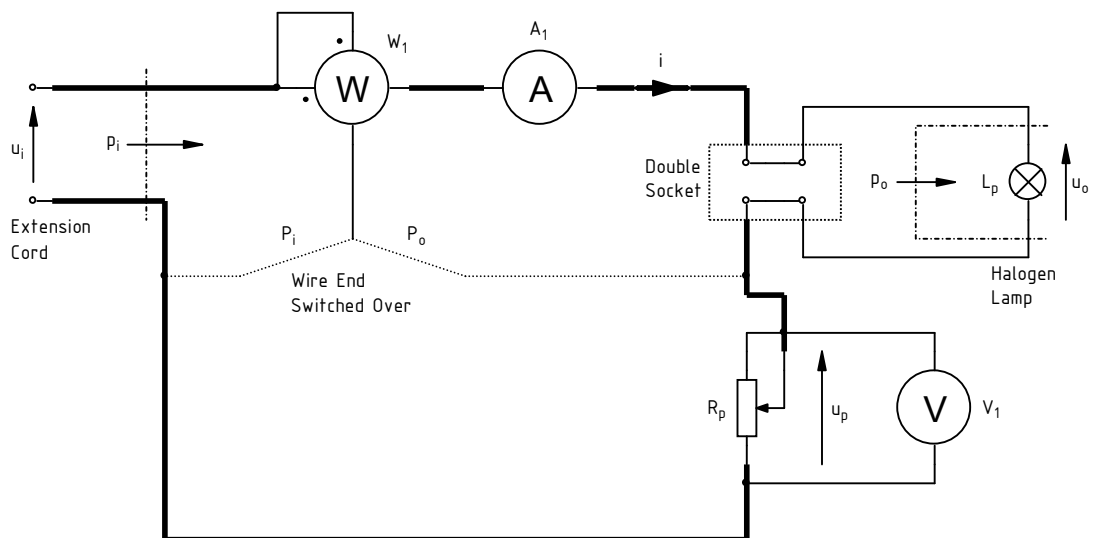 A₁
W₁
i
W
A
uᵢ
pᵢ
Double
Socket
pₒ
Lₚ
uₒ
Extension
Cord
Pᵢ
Pₒ
Wire End
Switched Over
Halogen
Lamp
Rₚ
uₚ
V
V₁